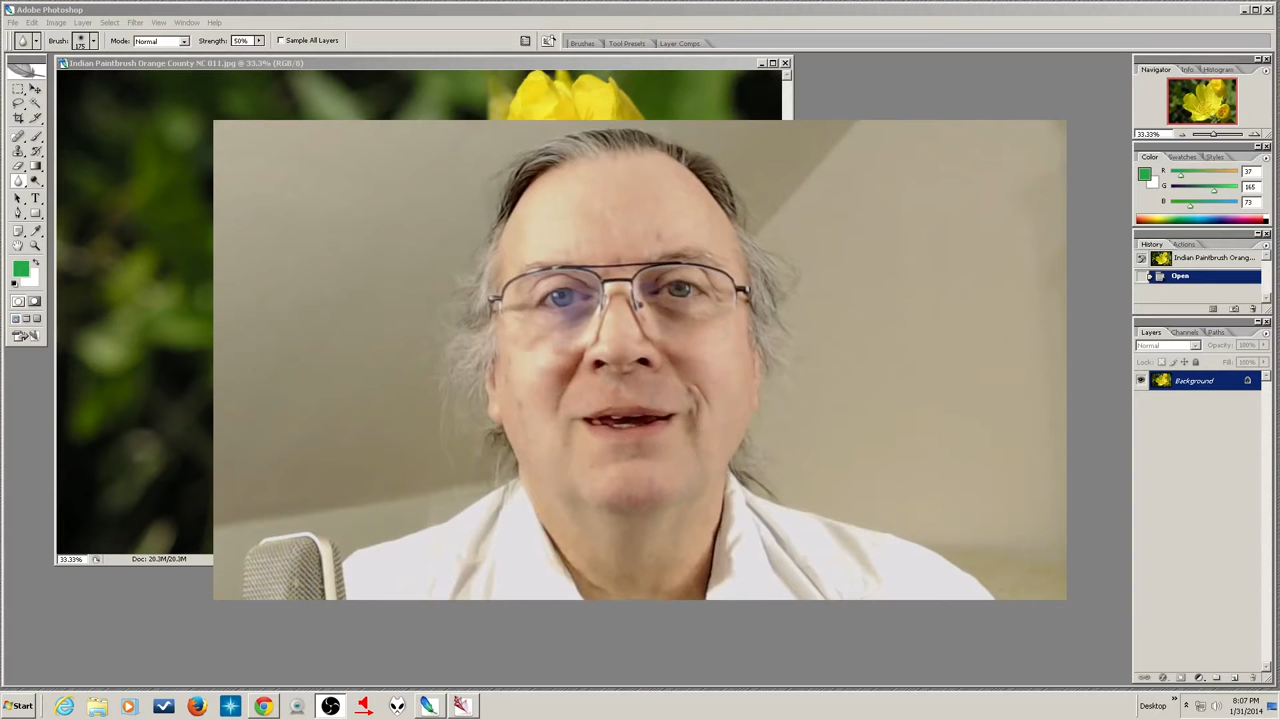 Adobe Photoshop
File Edit Image Layer Select Filter View Window Help
Brush: 175 Mode: Normal Strength: 50% Sample All Layers
Brushes Tool Presets Layer Comps
Indian Paintbrush Orange County NC 011.jpg @ 33.3% (RGB/8)
33.33% Doc: 20.3M/20.3M
Navigator Info Histogram
33.33%
Color Swatches Styles
R 37
G 165
B 73
History Actions
Indian Paintbrush Orang...
Open
Layers Channels Paths
Normal Opacity: 100%
Lock: Fill: 100%
Background
Start
Desktop
8:07 PM
1/31/2014